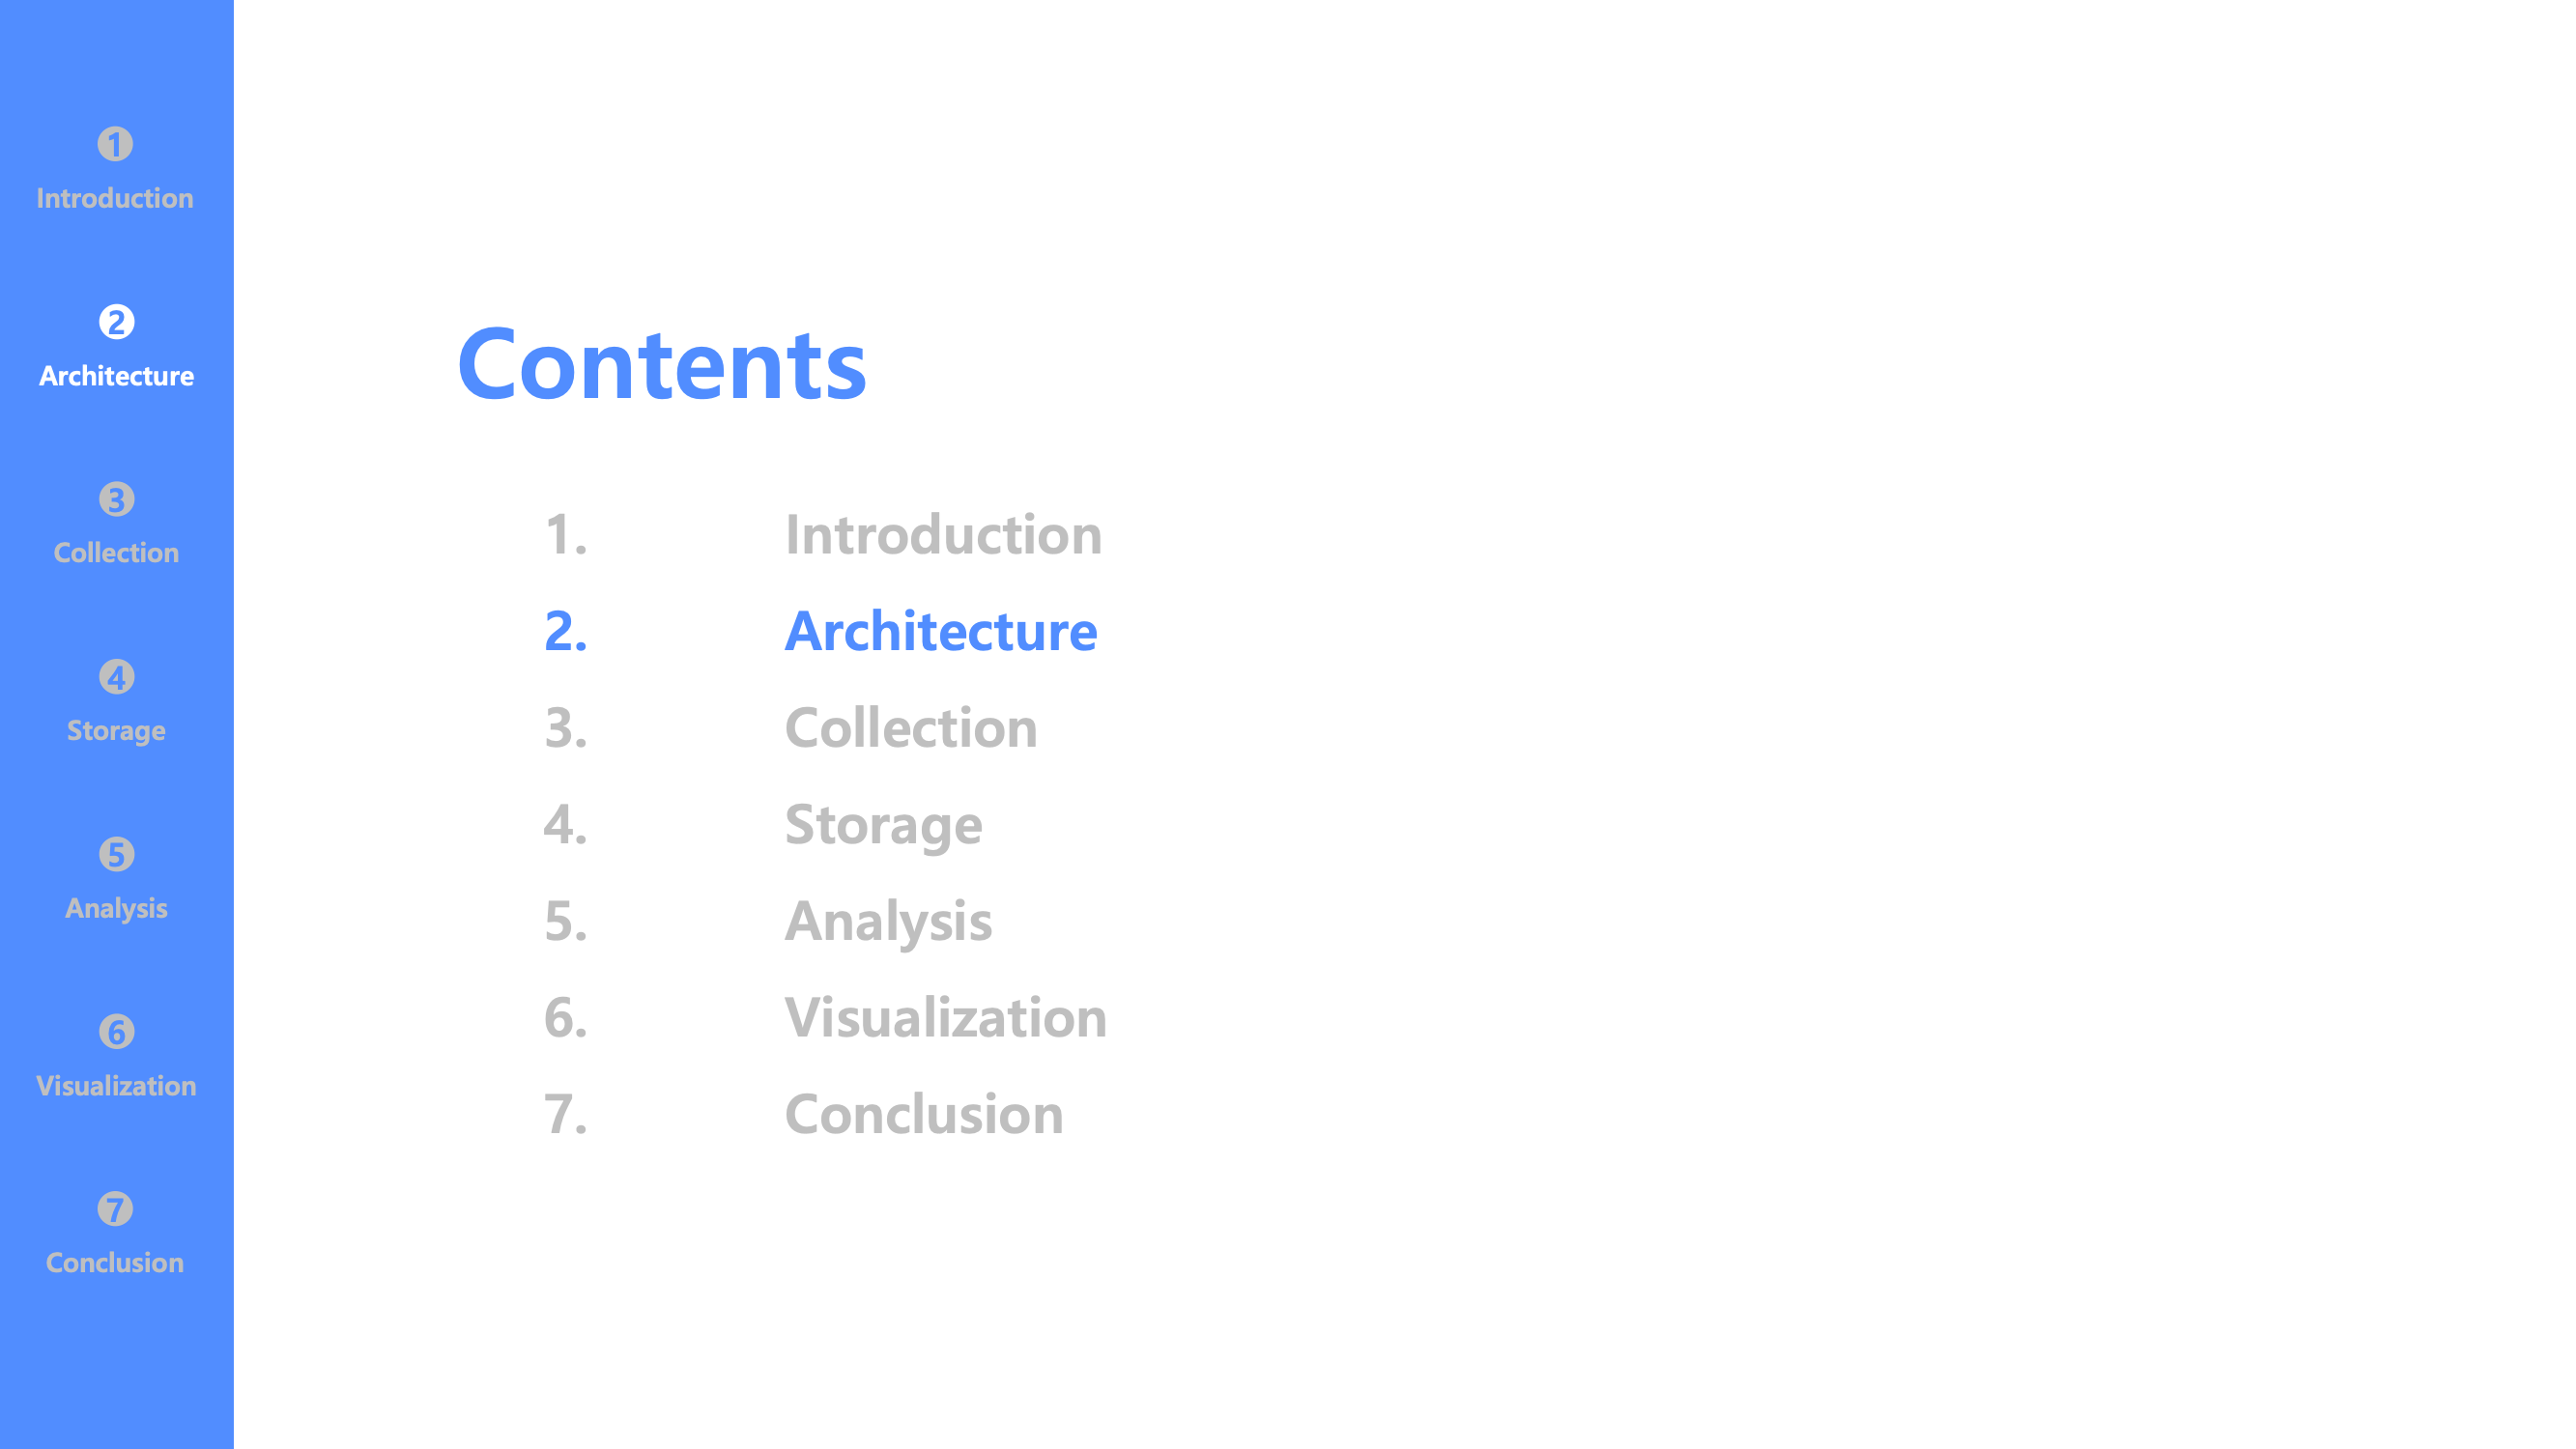 ❶
Introduction
❷
Architecture
❸
Collection
❹
Storage
❺
Analysis
❻
Visualization
❼
Conclusion
Contents
1. Introduction
2. Architecture
3. Collection
4. Storage
5. Analysis
6. Visualization
7. Conclusion